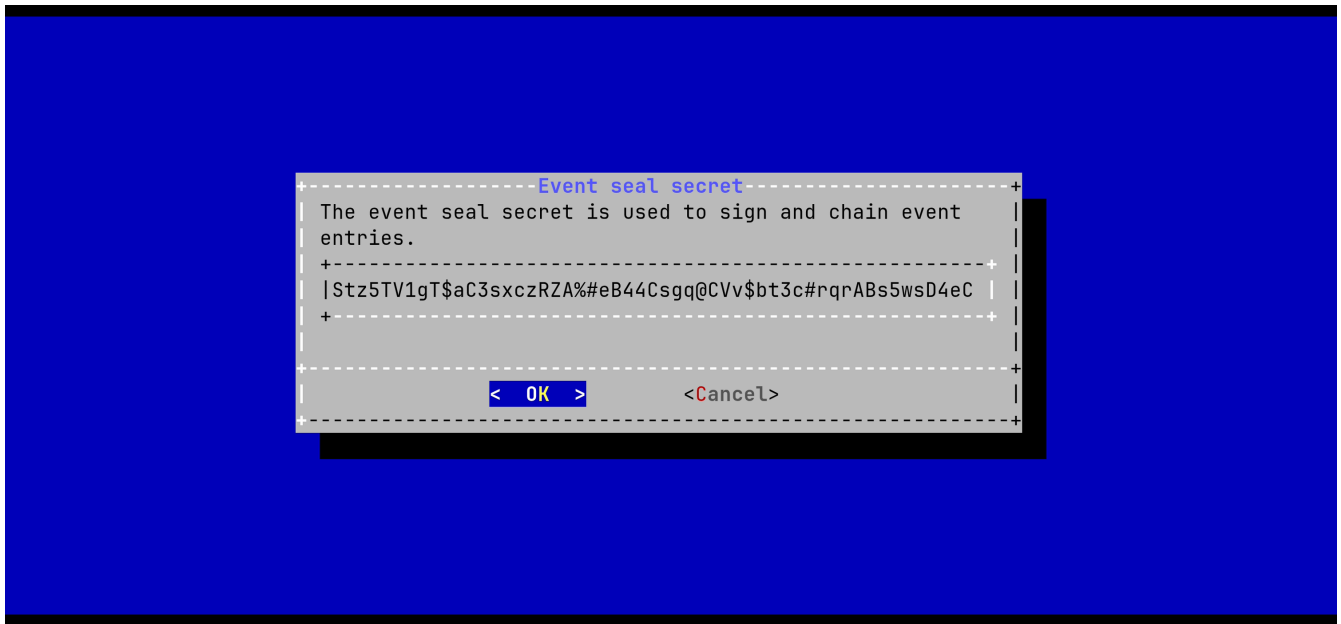 Event seal secret
The event seal secret is used to sign and chain event
entries.
Stz5TV1gT$aC3sxczRZA%#eB44Csgq@CVv$bt3c#rqrABs5wsD4eC
< OK > <Cancel>